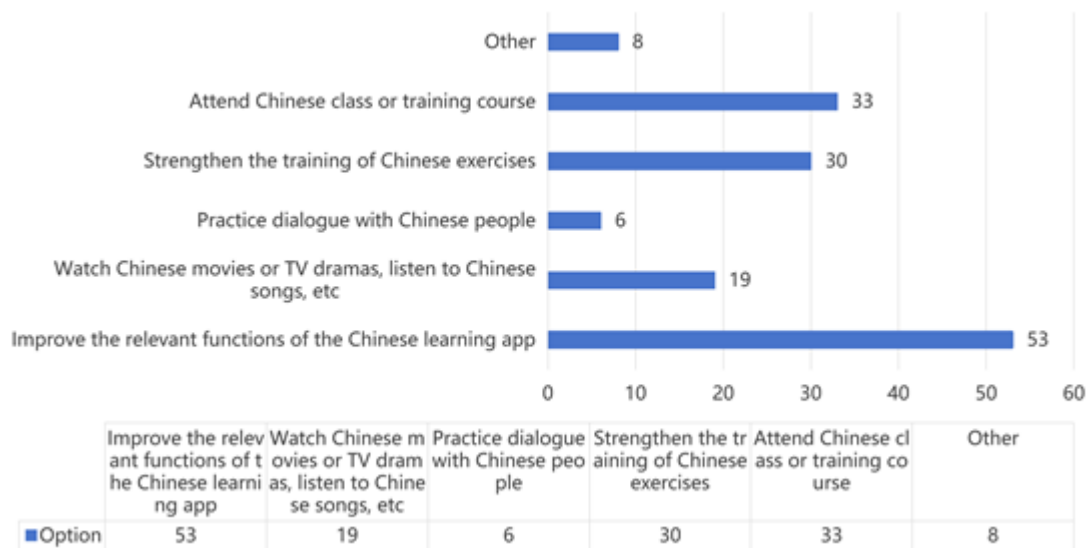 Other
8
Attend Chinese class or training course
33
Strengthen the training of Chinese exercises
30
Practice dialogue with Chinese people
6
Watch Chinese movies or TV dramas, listen to Chinese
songs, etc
19
Improve the relevant functions of the Chinese learning app
53
0 10 20 30 40 50 60
Improve the relev
ant functions of t
he Chinese learni
ng app
Watch Chinese m
ovies or TV dram
as, listen to Chine
se songs, etc
Practice dialogue
with Chinese peo
ple
Strengthen the tr
aining of Chinese
exercises
Attend Chinese cl
ass or training co
urse
Other
Option 53 19 6 30 33 8